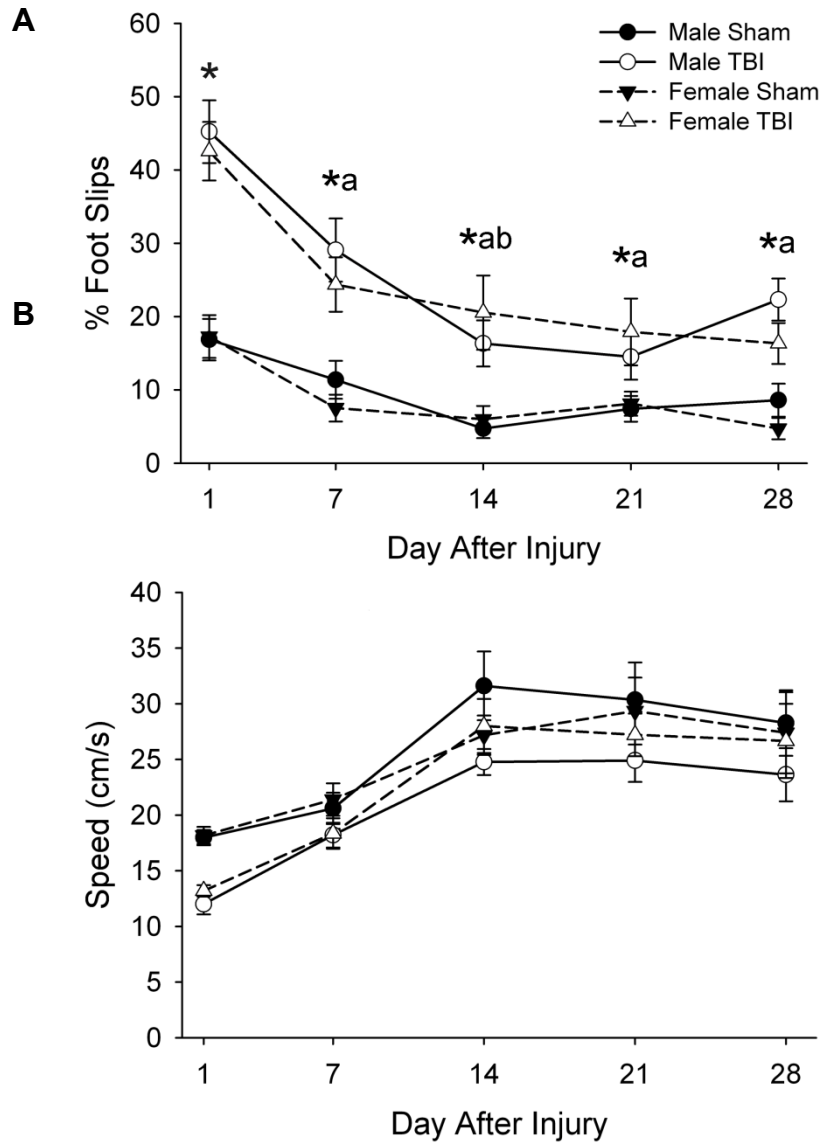 A
60
50
40
30
20
10
0
% Foot Slips
Male Sham
Male TBI
Female Sham
Female TBI
*
*a
*ab
*a
*a
1 7 14 21 28
Day After Injury
B
40
35
30
25
20
15
10
5
0
Speed (cm/s)
1 7 14 21 28
Day After Injury